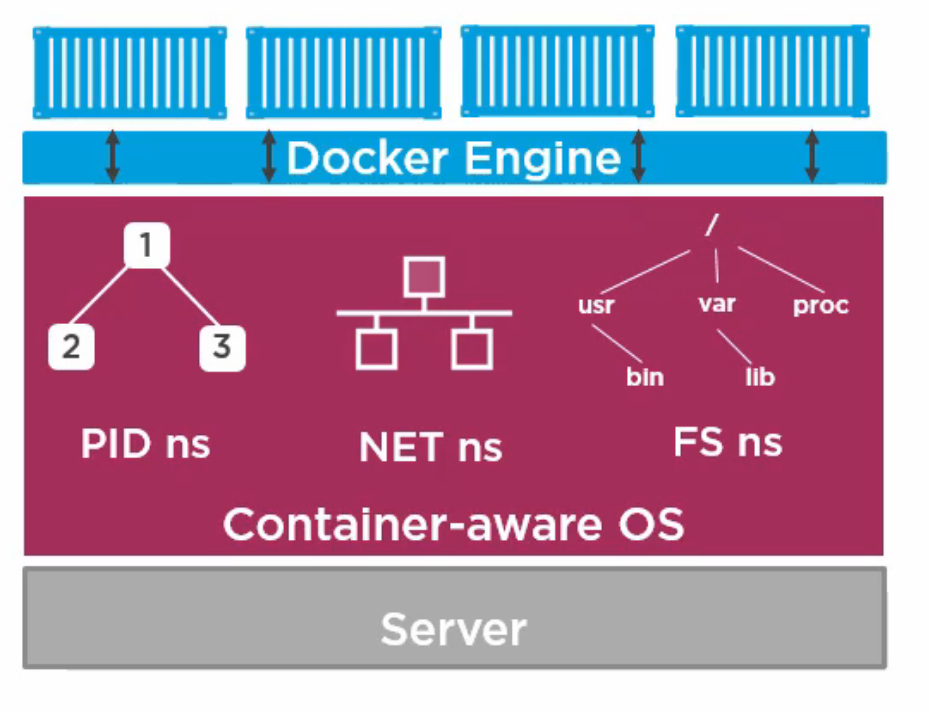 Docker Engine
1
2
3
PID ns
NET ns
/
usr
var
proc
bin
lib
FS ns
Container-aware OS
Server